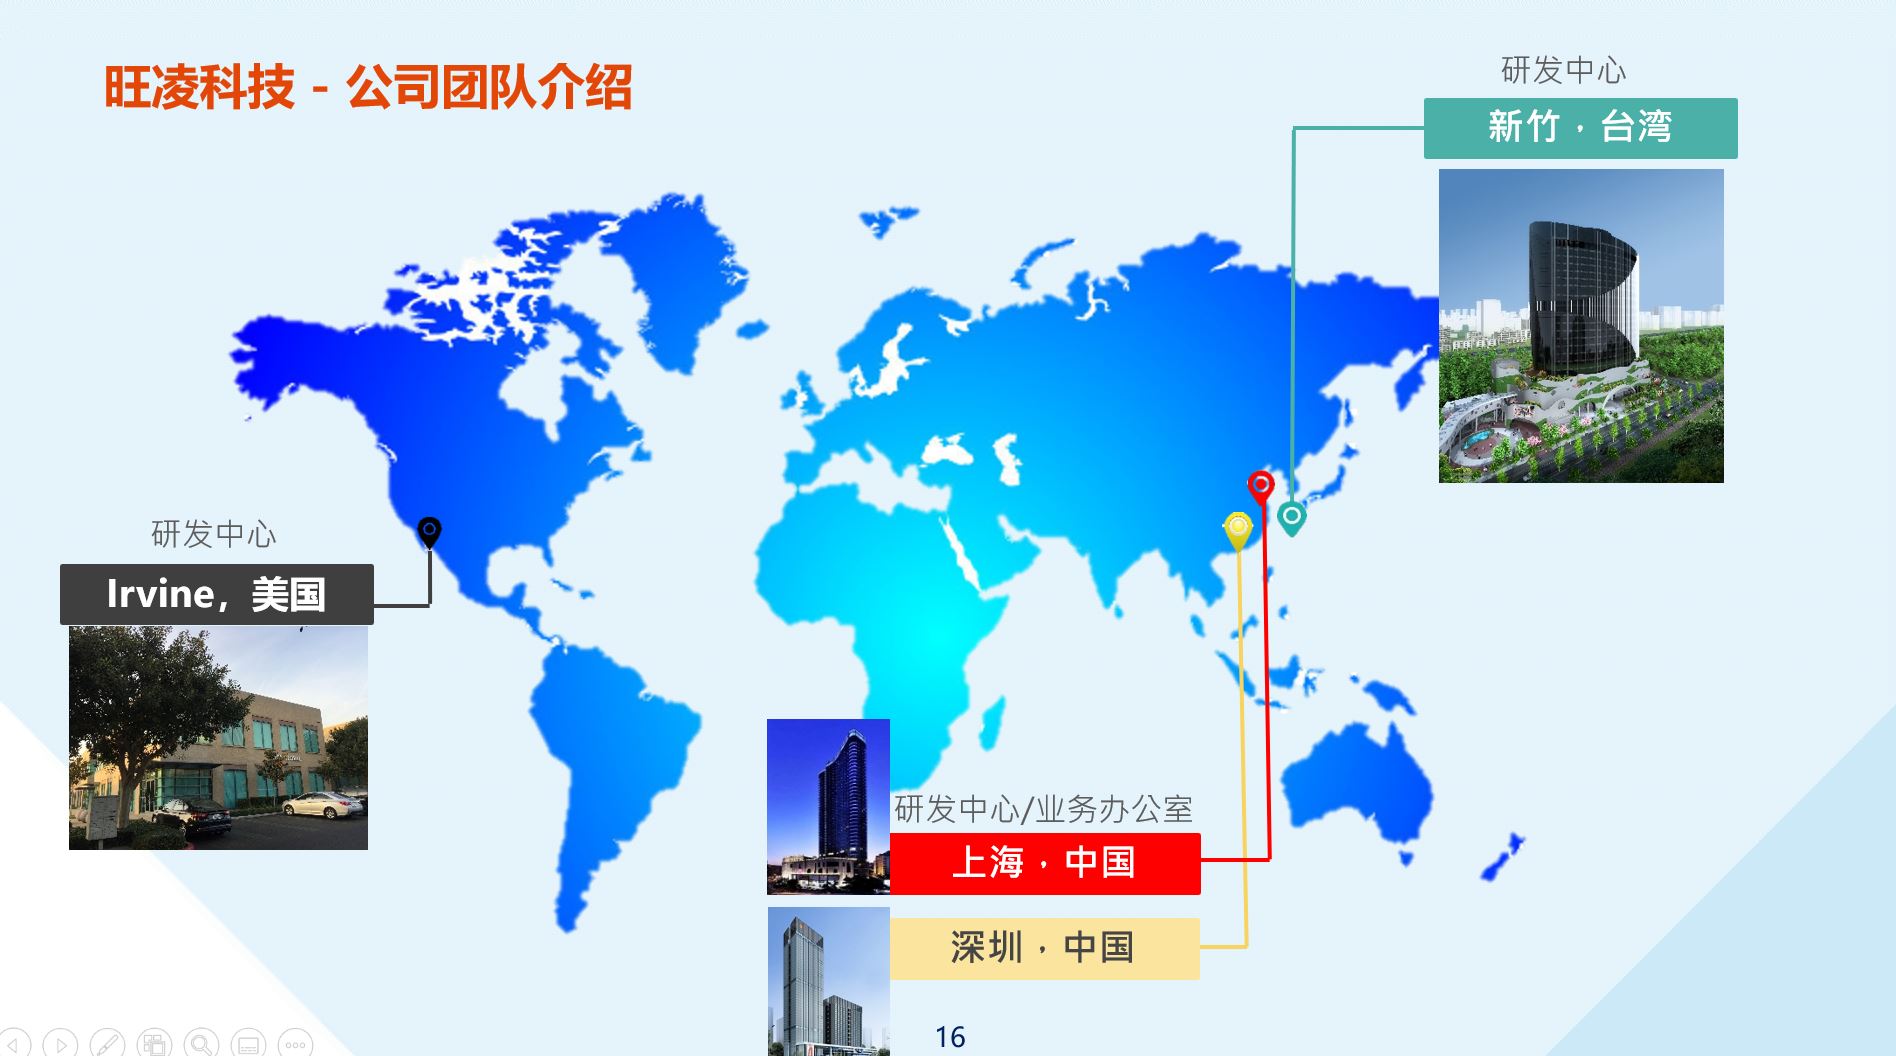 旺凌科技 - 公司团队介绍
研发中心
新竹，台湾
研发中心
Irvine，美国
研发中心/业务办公室
上海，中国
深圳，中国
16